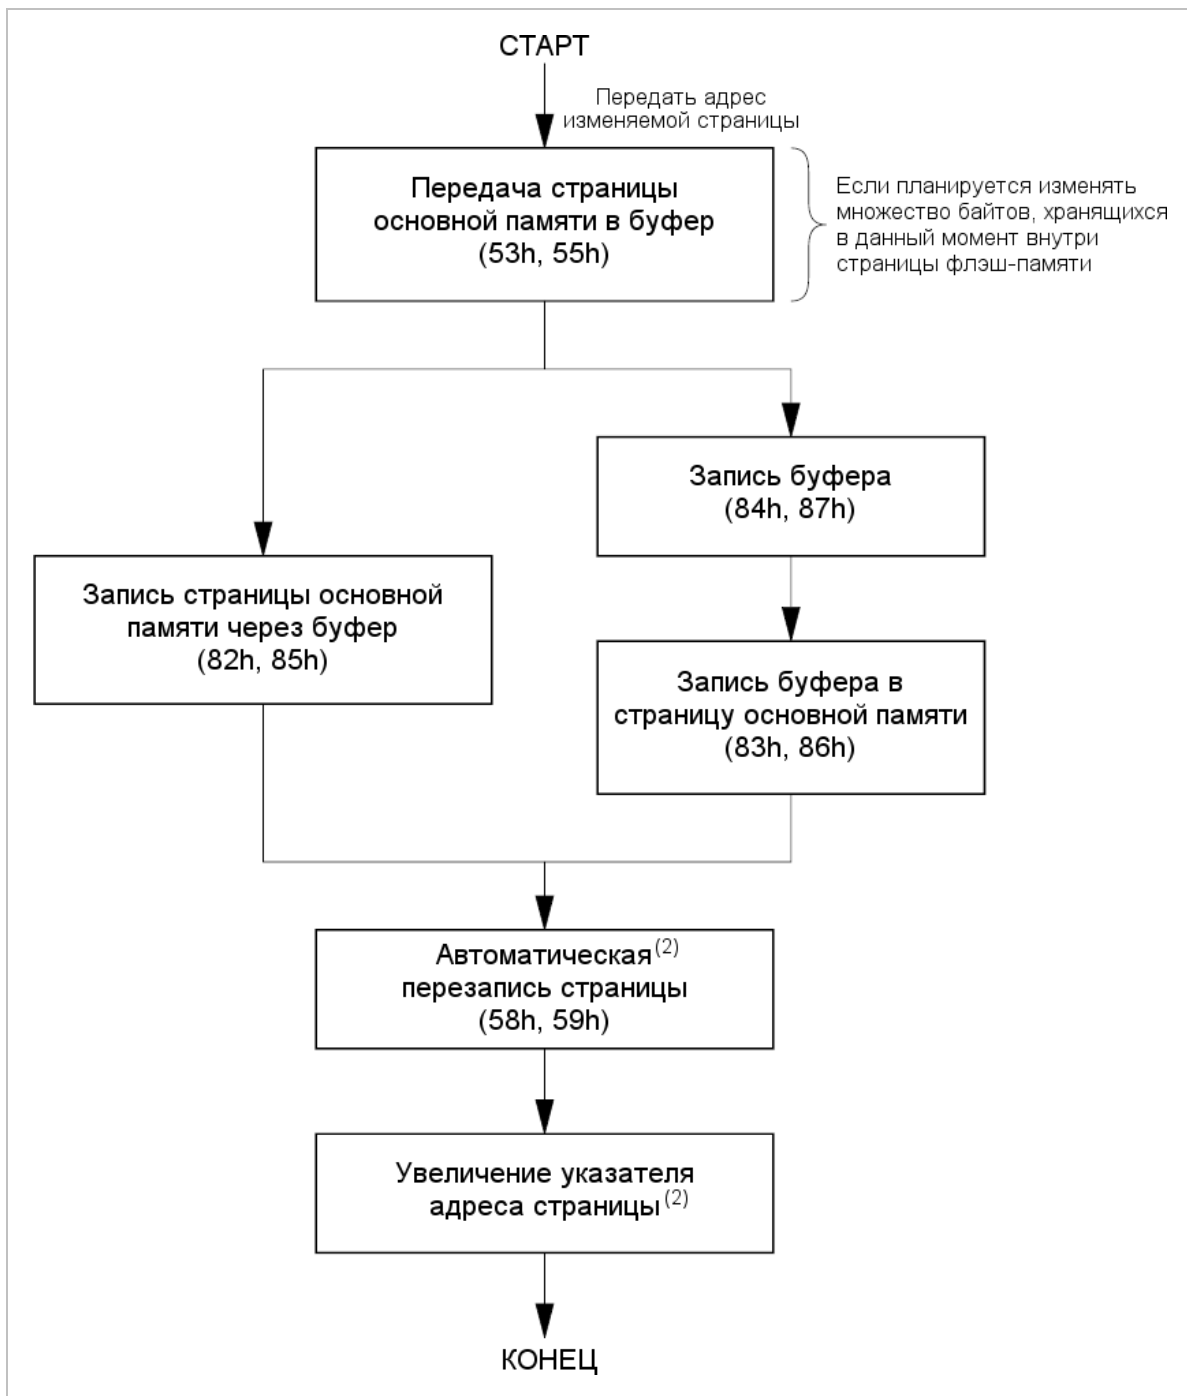 СТАРТ
Передать адрес
изменяемой страницы
Передача страницы
основной памяти в буфер
(53h, 55h)
Если планируется изменять
множество байтов, хранящихся
в данный момент внутри
страницы флэш-памяти
Запись буфера
(84h, 87h)
Запись страницы основной
памяти через буфер
(82h, 85h)
Запись буфера в
страницу основной памяти
(83h, 86h)
Автоматическая(2)
перезапись страницы
(58h, 59h)
Увеличение указателя
адреса страницы(2)
КОНЕЦ